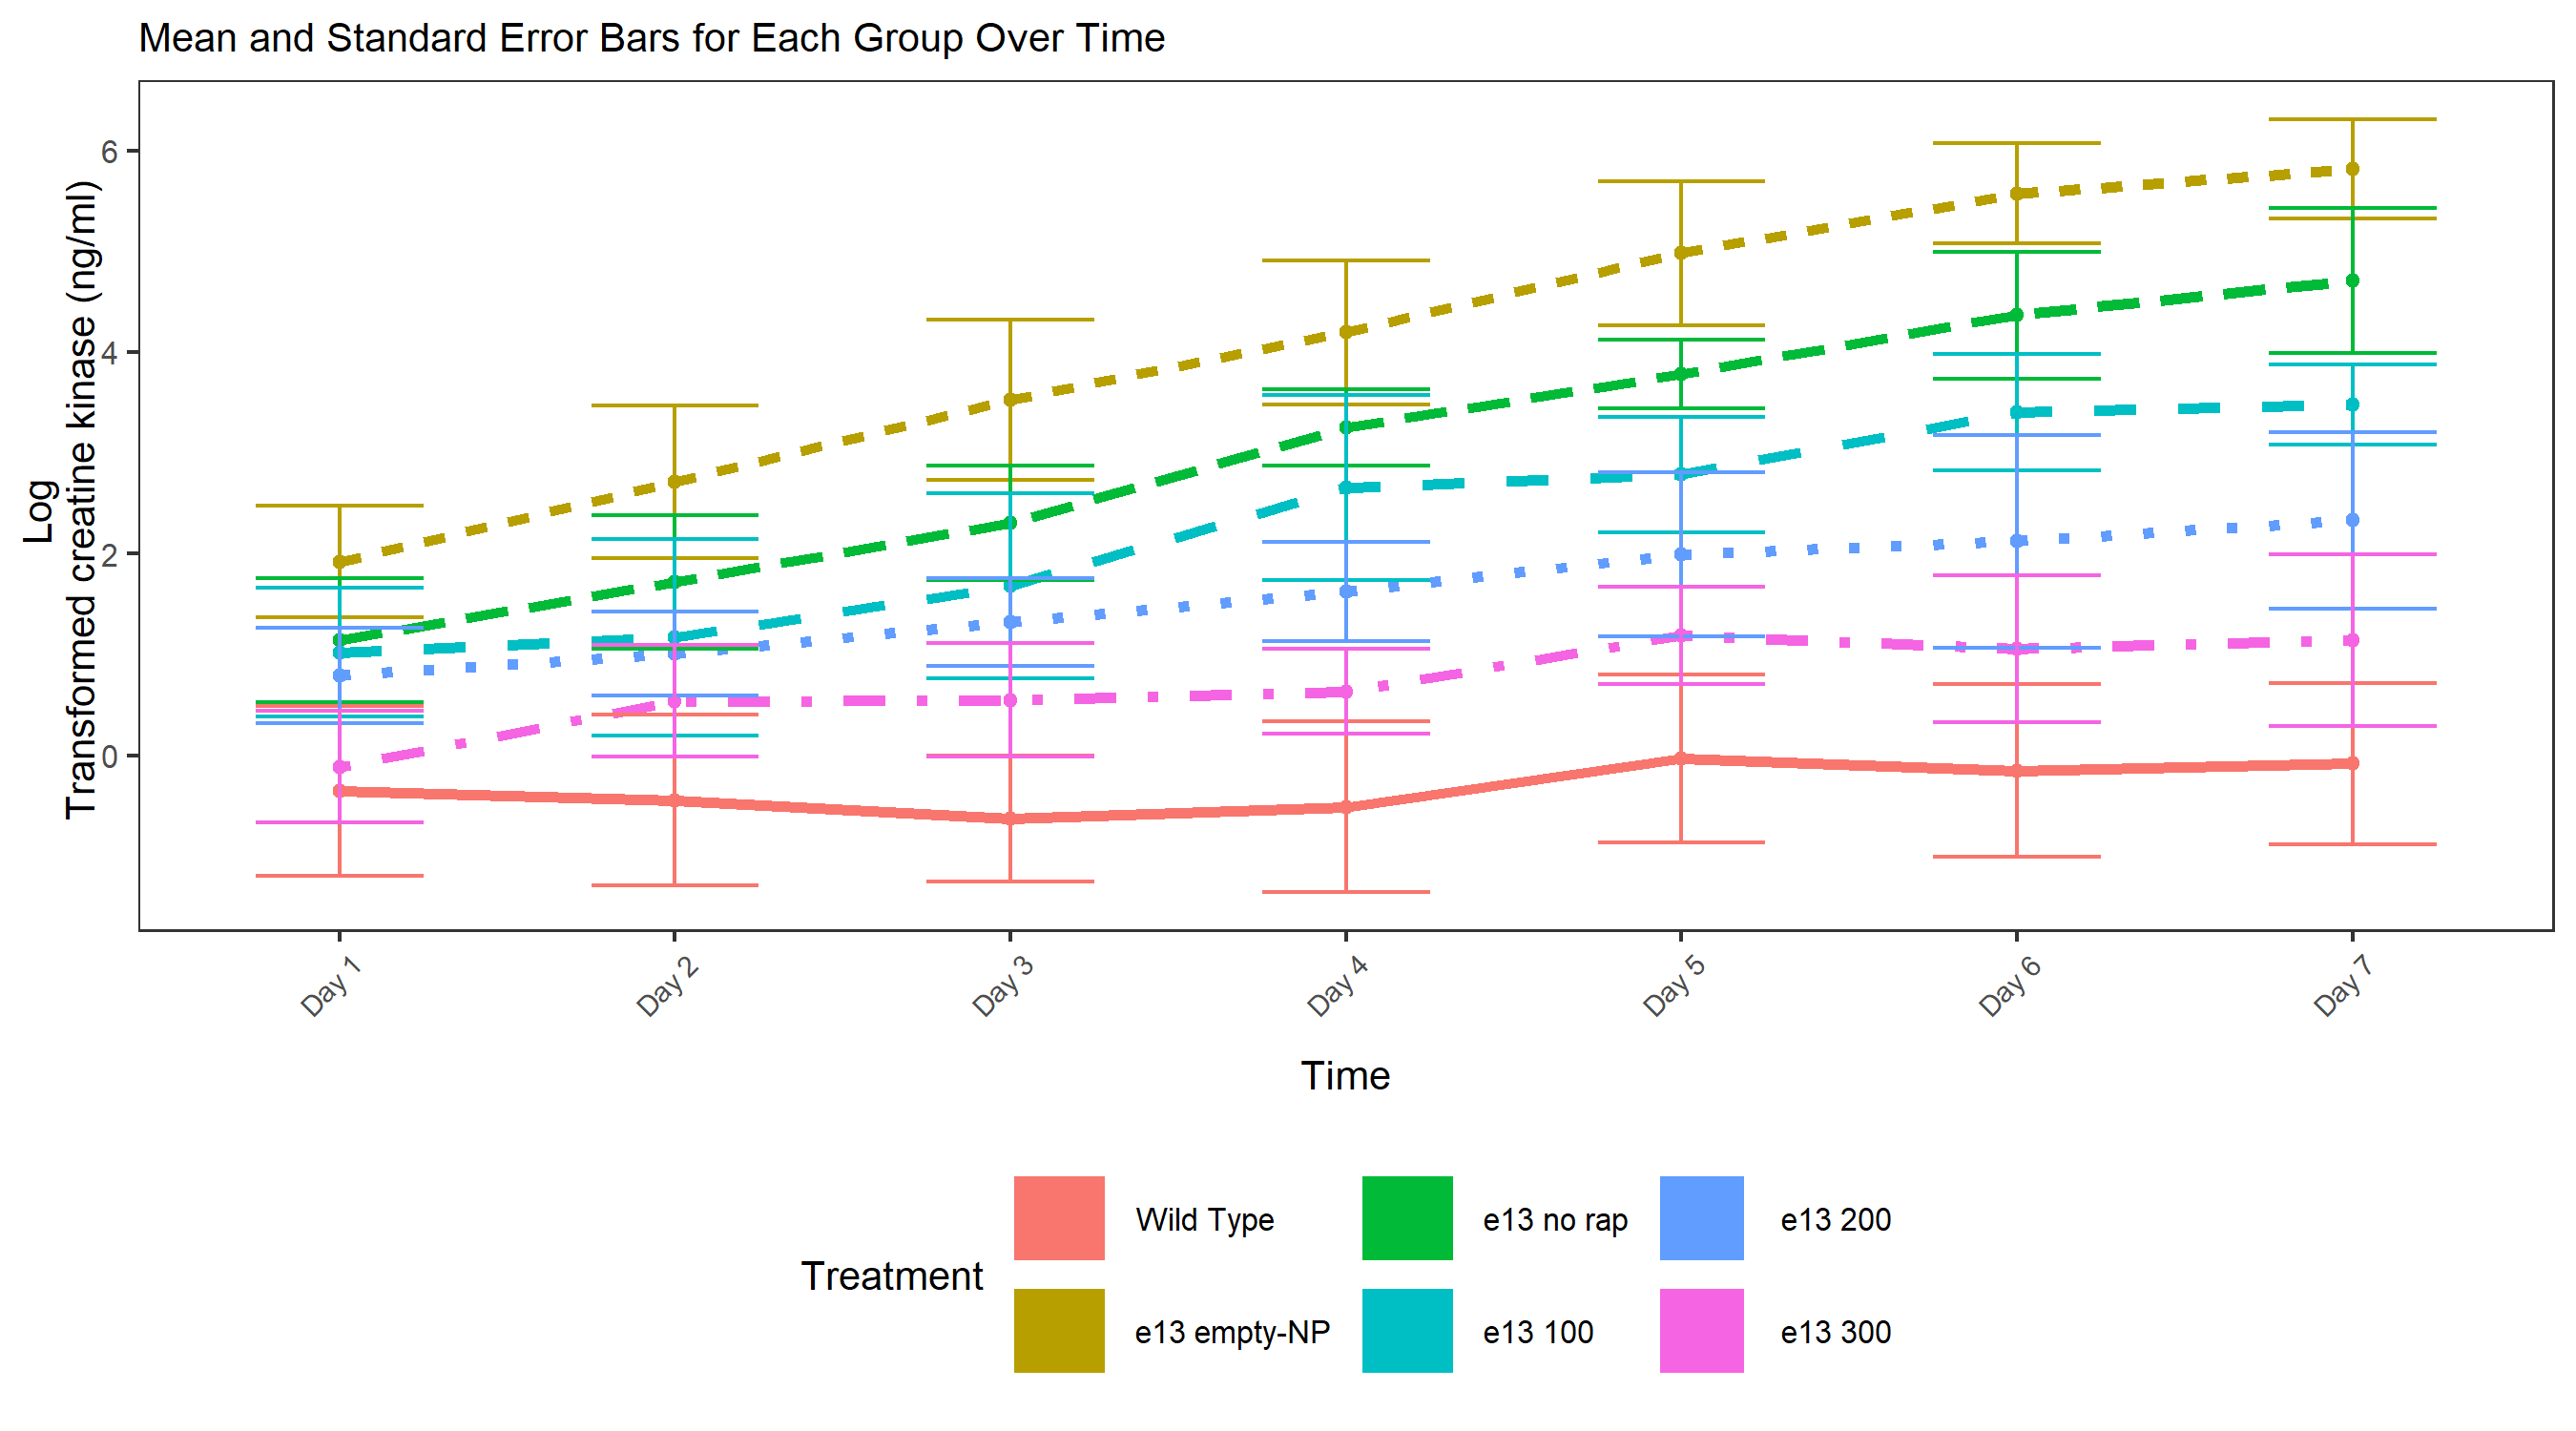 Mean and Standard Error Bars for Each Group Over Time
Log
Transformed creatine kinase (ng/ml)
6
4
2
0
Day 1
Day 2
Day 3
Day 4
Day 5
Day 6
Day 7
Time
Treatment
Wild Type
e13 no rap
e13 200
e13 empty-NP
e13 100
e13 300